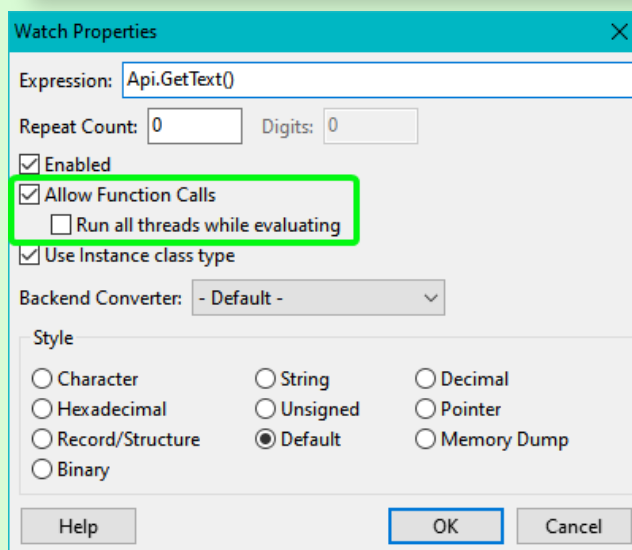 Watch Properties
Expression: Api.GetText()
Repeat Count: 0 Digits: 0
Enabled
Allow Function Calls
Run all threads while evaluating
Use Instance class type
Backend Converter: - Default -
Style
Character String Decimal
Hexadecimal Unsigned Pointer
Record/Structure Default Memory Dump
Binary
Help OK Cancel